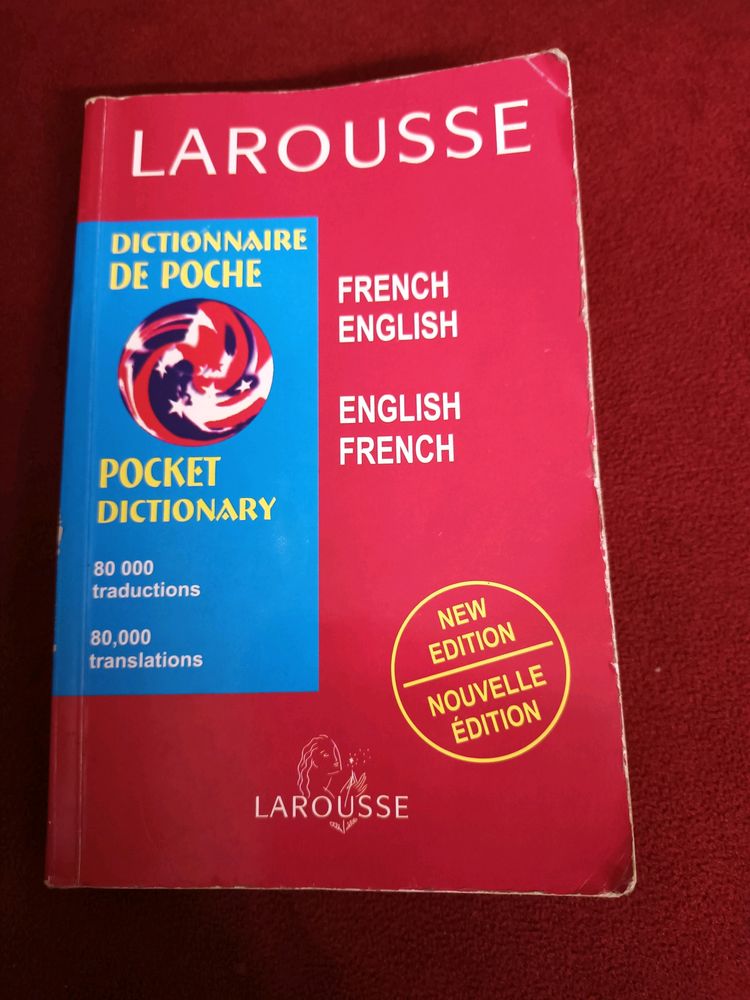 LAROUSSE
DICTIONNAIRE
DE POCHE
POCKET
DICTIONARY
80 000
traductions
80,000
translations
FRENCH
ENGLISH
ENGLISH
FRENCH
NEW
EDITION
NOUVELLE
ÉDITION
LAROUSSE